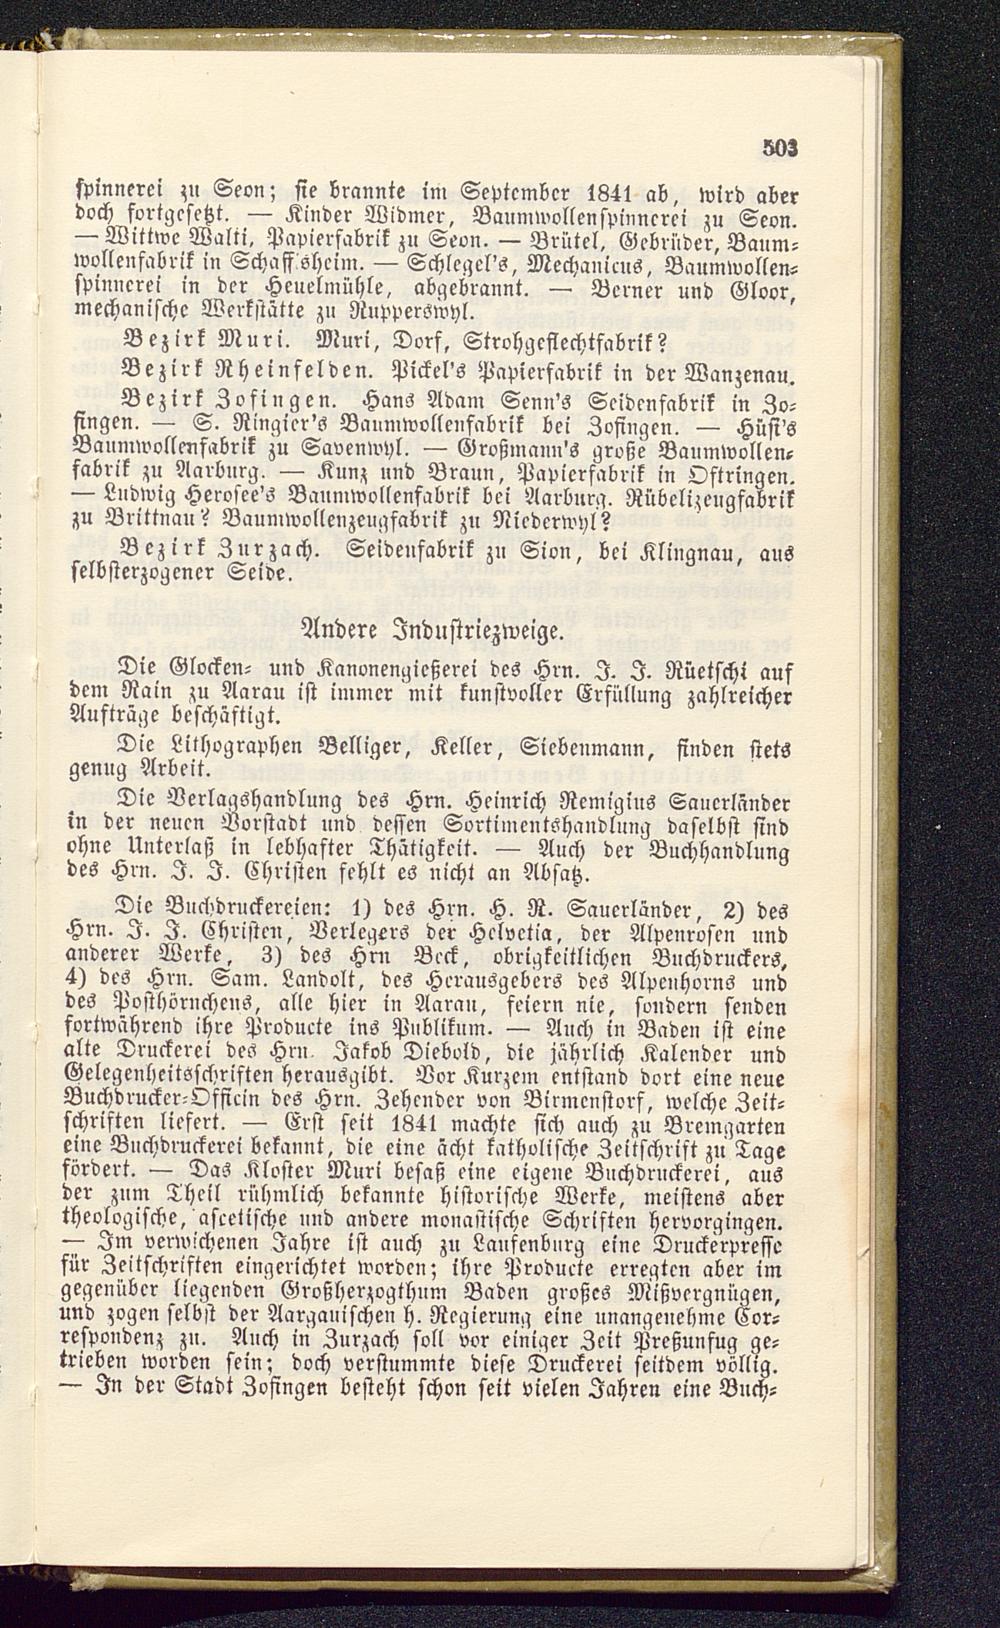 503
spinnerei zu Seon; sie brannte im September 1841 ab, wird aber
doch fortgesetzt. — Kinder Widmer, Baumwollenspinnerei zu Seon.
— Wittwe Walti, Papierfabrik zu Seon. — Brütel, Gebrüder, Baum-
wollenfabrik in Schaffisheim. — Schlegel's, Mechanicus, Baumwollen-
spinnerei in der Heuelmühle, abgebrannt. — Berner und Gloor,
mechanische Werkstätte zu Rupperswyl.
Bezirk Muri. Muri, Dorf, Strohgeflechtfabrik?
Bezirk Rheinfelden. Pickel's Papierfabrik in der Wanzenau.
Bezirk Zofingen. Hans Adam Senn's Seidenfabrik in Zo-
fingen. — S. Ringier's Baumwollenfabrik bei Zofingen. — Hüsi's
Baumwollenfabrik zu Savenwyl. — Großmann's große Baumwollen-
fabrik zu Aarburg. — Kunz und Braun, Papierfabrik in Oftringen.
— Ludwig Herosee's Baumwollenfabrik bei Aarburg. Rübelizeugfabrik
zu Brittnau? Baumwollenzeugfabrik zu Niederwyl?
Bezirk Zurzach. Seidenfabrik zu Sion, bei Klingnau, aus
selbsterzogener Seide.
Andere Industriezweige.
Die Glocken- und Kanonengießerei des Hrn. J. J. Rüetschi auf
dem Rain zu Aarau ist immer mit kunstvoller Erfüllung zahlreicher
Aufträge beschäftigt.
Die Lithographen Belliger, Keller, Siebenmann, finden stets
genug Arbeit.
Die Verlagshandlung des Hrn. Heinrich Remigius Sauerländer
in der neuen Vorstadt und dessen Sortimentshandlung daselbst sind
ohne Unterlaß in lebhafter Thätigkeit. — Auch der Buchhandlung
des Hrn. J. J. Christen fehlt es nicht an Absatz.
Die Buchdruckereien: 1) des Hrn. H. R. Sauerländer, 2) des
Hrn. J. J. Christen, Verlegers der Helvetia, der Alpenrosen und
anderer Werke, 3) des Hrn Beck, obrigkeitlichen Buchdruckers,
4) des Hrn. Sam. Landolt, des Herausgebers des Alpenhorns und
des Posthörnchens, alle hier in Aarau, feiern nie, sondern senden
fortwährend ihre Producte ins Publikum. — Auch in Baden ist eine
alte Druckerei des Hrn. Jakob Diebold, die jährlich Kalender und
Gelegenheitsschriften herausgibt. Vor Kurzem entstand dort eine neue
Buchdrucker-Officin des Hrn. Zehender von Birmenstorf, welche Zeit-
schriften liefert. — Erst seit 1841 machte sich auch zu Bremgarten
eine Buchdruckerei bekannt, die eine ächt katholische Zeitschrift zu Tage
fördert. — Das Kloster Muri besaß eine eigene Buchdruckerei, aus
der zum Theil rühmlich bekannte historische Werke, meistens aber
theologische, ascetische und andere monastische Schriften hervorgingen.
— Im verwichenen Jahre ist auch zu Laufenburg eine Druckerpresse
für Zeitschriften eingerichtet worden; ihre Producte erregten aber im
gegenüber liegenden Großherzogthum Baden großes Mißvergnügen,
und zogen selbst der Aargauischen h. Regierung eine unangenehme Cor-
respondenz zu. Auch in Zurzach soll vor einiger Zeit Preßunfug ge-
trieben worden sein; doch verstummte diese Druckerei seitdem völlig.
— In der Stadt Zofingen besteht schon seit vielen Jahren eine Buch-